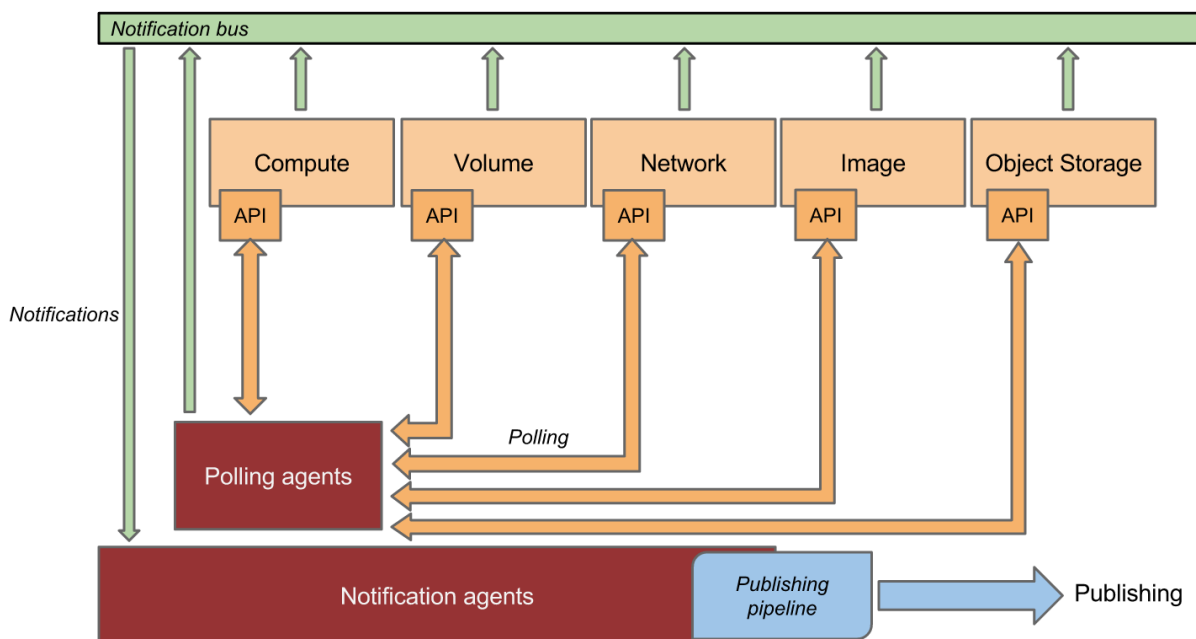 Notification bus
Compute
Volume
Network
Image
Object Storage
API
API
API
API
API
Notifications
Polling
Polling agents
Notification agents
Publishing
pipeline
Publishing